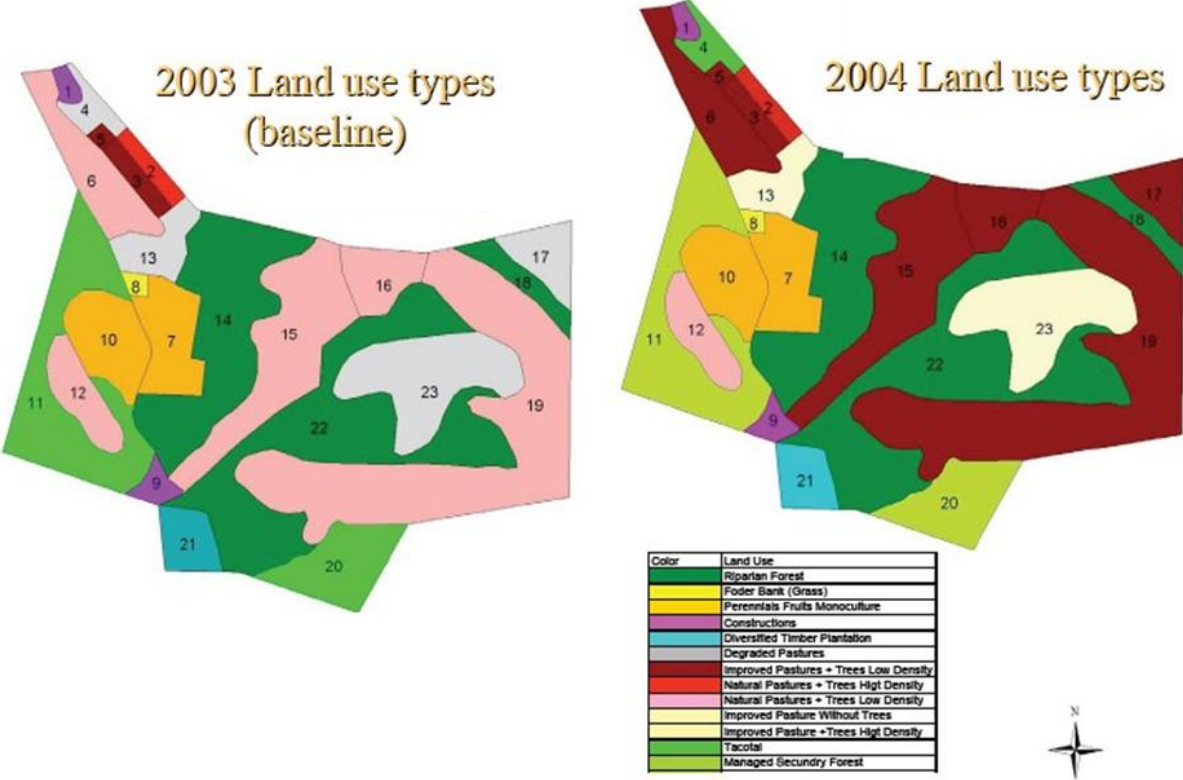 2003 Land use types
(baseline)
1
4
5
2
3
6
13
8
10
7
14
12
11
15
16
17
18
23
19
22
9
21
20
2004 Land use types
1
4
5
2
3
6
13
8
10
7
14
12
11
15
16
17
18
23
19
22
9
21
20
Color Land Use
Riparian Forest
Foder Bank (Grass)
Perennials Fruits Monoculture
Constructions
Diversified Timber Plantation
Degraded Pastures
Improved Pastures + Trees Low Density
Natural Pastures + Trees Higt Density
Natural Pastures + Trees Low Density
Improved Pasture Without Trees
Improved Pasture +Trees Higt Density
Tacotal
Managed Secundry Forest
N